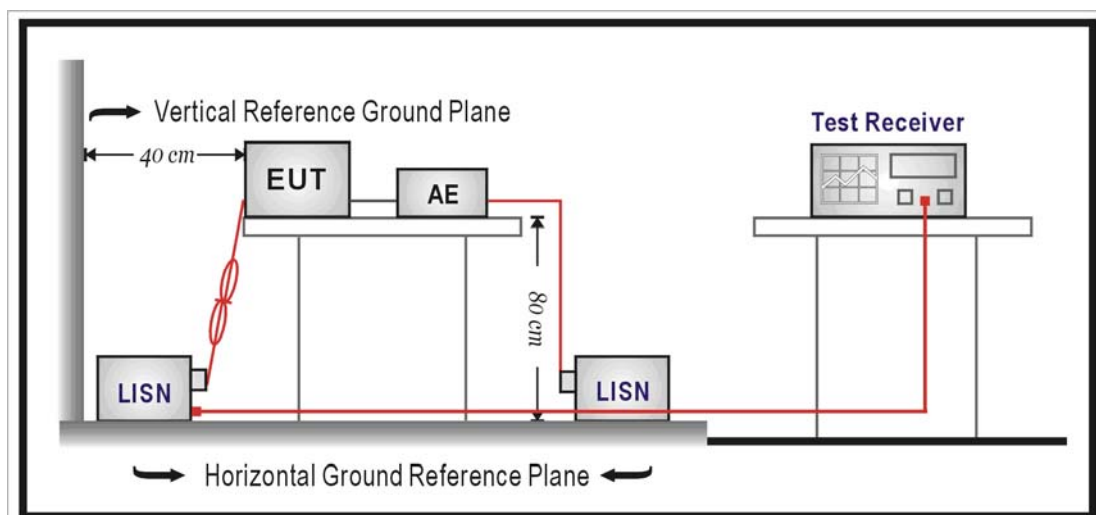 Vertical Reference Ground Plane
Test Receiver
40 cm
EUT
AE
80 cm
LISN
LISN
Horizontal Ground Reference Plane